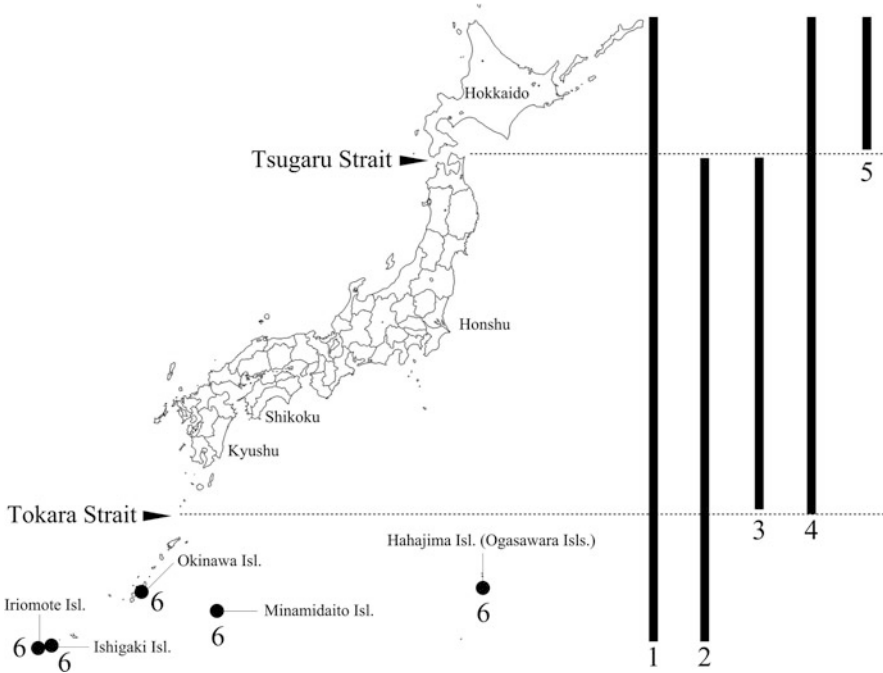 Hokkaido
Tsugaru Strait
5
Honshu
Shikoku
Kyushu
Tokara Strait
3
4
Okinawa Isl.
6
Hahajima Isl. (Ogasawara Isls.)
6
Minamidaito Isl.
6
Iriomote Isl.
6
Ishigaki Isl.
6
1
2